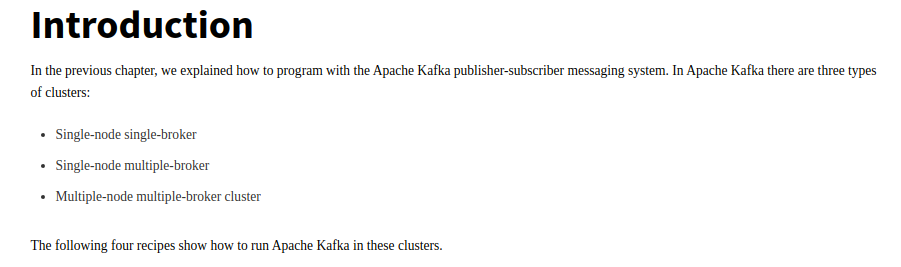 Introduction
In the previous chapter, we explained how to program with the Apache Kafka publisher-subscriber messaging system. In Apache Kafka there are three types
of clusters:
• Single-node single-broker
• Single-node multiple-broker
• Multiple-node multiple-broker cluster
The following four recipes show how to run Apache Kafka in these clusters.